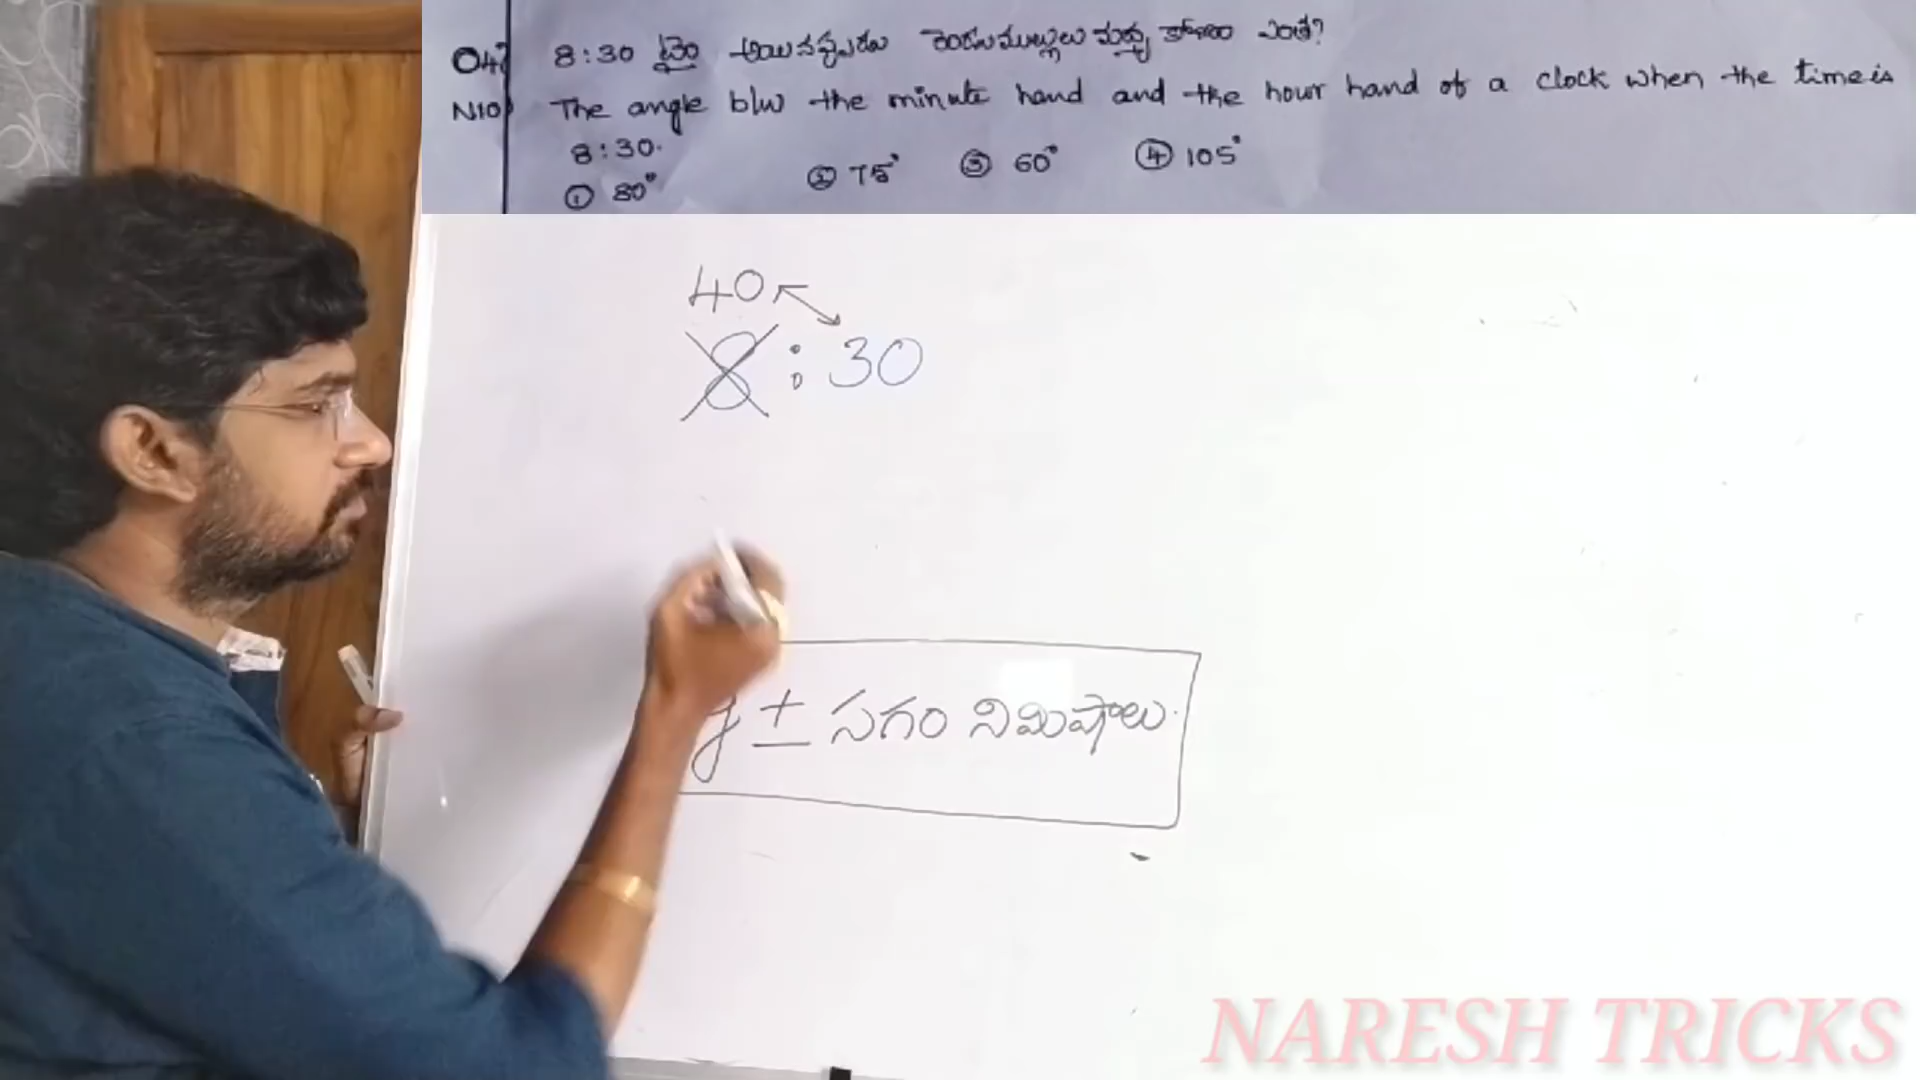 04? 8:30 టైం అయినప్పుడు రెండుముల్లులు మధ్య కోణం ఎంత?
N10 The angle b/w the minute hand and the hour hand of a clock when the time is
8:30.
① 80° ② 75° ③ 60° ④ 105°
40
8 : 30
± సగం నిమిషాలు.
NARESH TRICKS